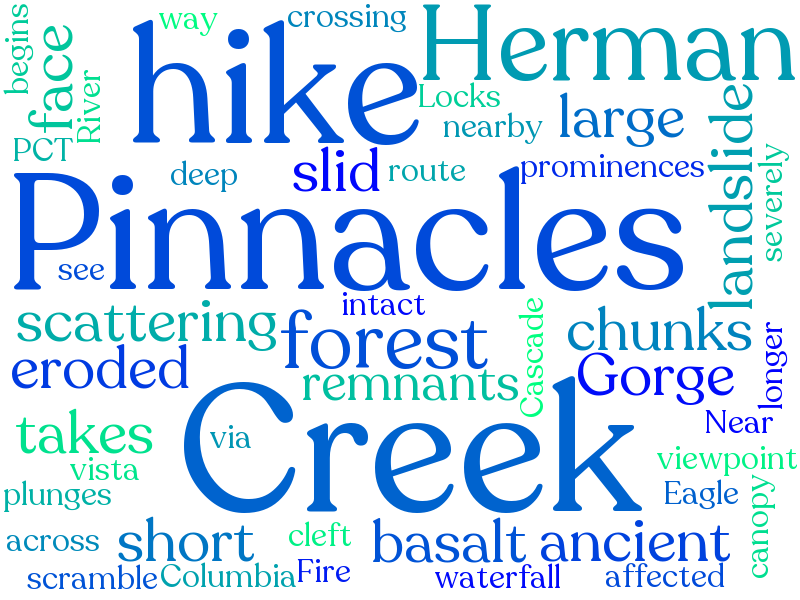 begins
way
crossing
Herman
face
hike
River
Locks
nearby
large
landslide
PCT
deep
slid
route
prominences
severely
Pinnacles
see
intact
scattering
forest
Cascade
chunks
longer
eroded
remnants
Gorge
takes
Creek
via
Near
vista
viewpoint
plunges
Eagle
canopy
across
short
cleft
basalt
ancient
scramble
Columbia
Fire
waterfall
affected